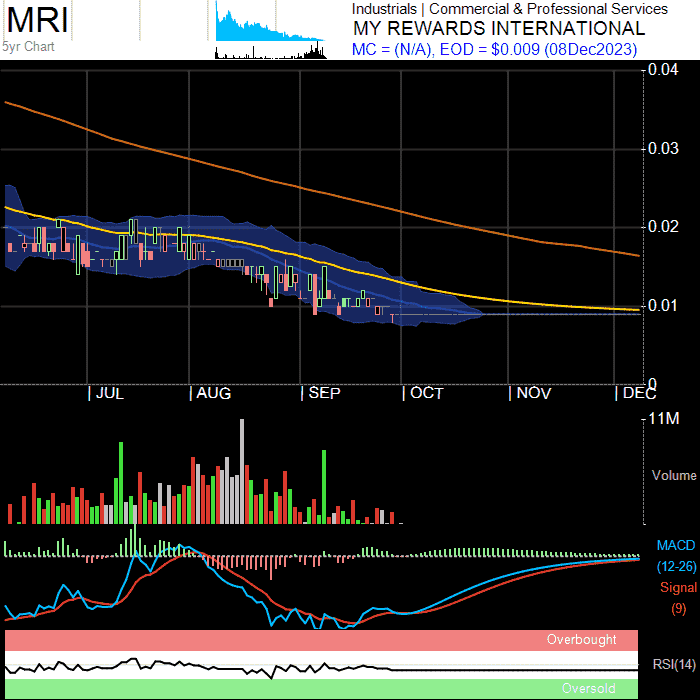 MRI
5yr Chart
Industrials | Commercial & Professional Services
MY REWARDS INTERNATIONAL
MC = (N/A), EOD = $0.009 (08Dec2023)
0.04
0.03
0.02
0.01
0
JUL AUG SEP OCT NOV DEC
11M
Volume
MACD
(12-26)
Signal
(9)
Overbought
RSI(14)
Oversold